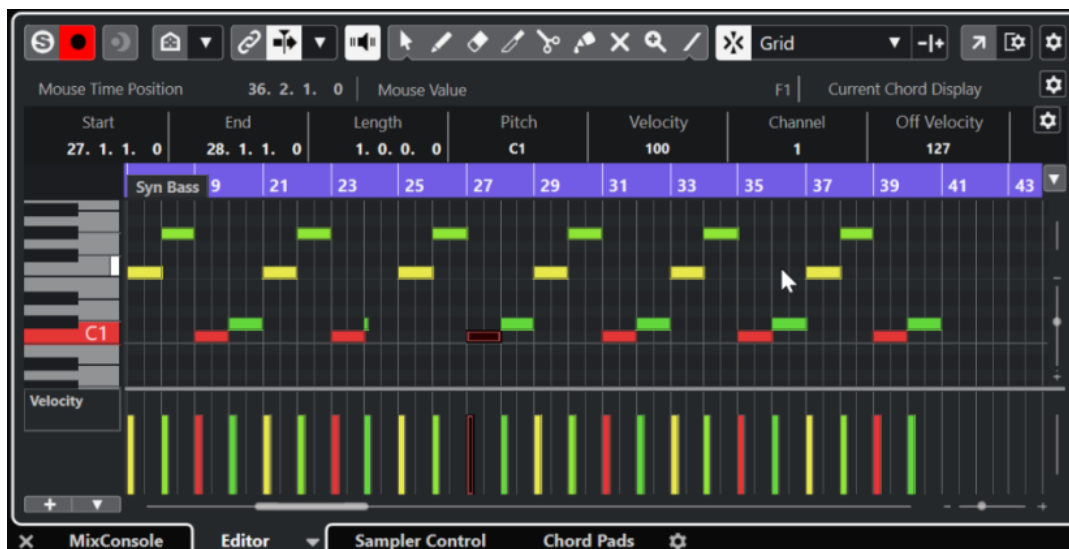 S Grid
Mouse Time Position 36. 2. 1. 0 Mouse Value F1 Current Chord Display
Start End Length Pitch Velocity Channel Off Velocity
27. 1. 1. 0 28. 1. 1. 0 1. 0. 0. 0 C1 100 1 127
Syn Bass 9 21 23 25 27 29 31 33 35 37 39 41 43
C1
Velocity
MixConsole Editor Sampler Control Chord Pads